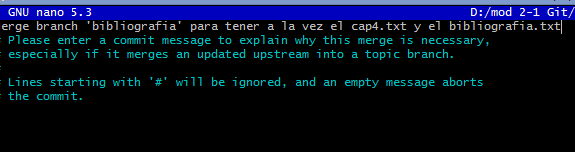 GNU nano 5.3 D:/mod 2-1 Git/
erge branch 'bibliografia' para tener a la vez el cap4.txt y el bibliografia.txt
Please enter a commit message to explain why this merge is necessary,
especially if it merges an updated upstream into a topic branch.
Lines starting with '#' will be ignored, and an empty message aborts
the commit.